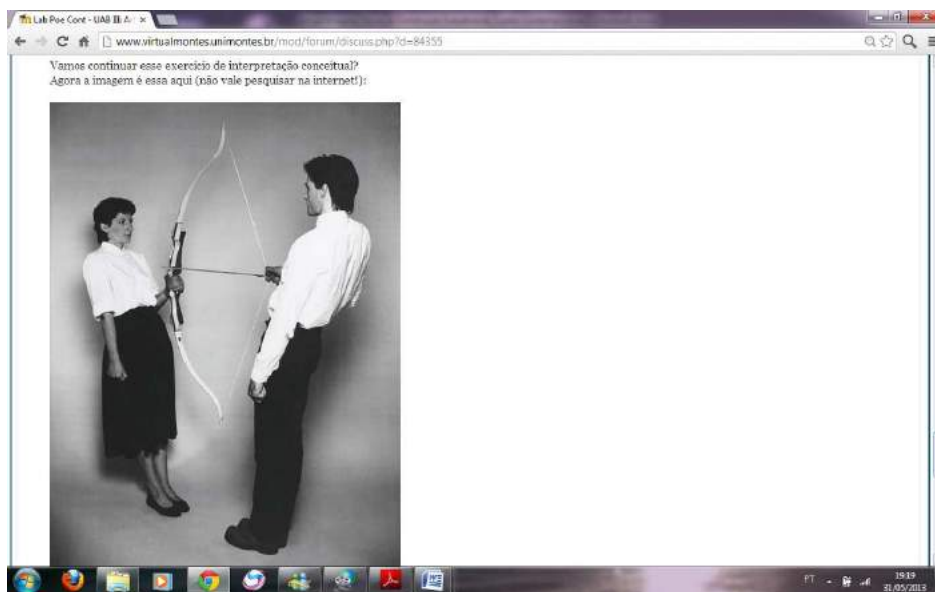 Lab Poe Cont - UAB III Ar
www.virtualmontes.unimontes.br/mod/forum/discuss.php?d=84355
Vamos continuar esse exercício de interpretação conceitual?
Agora a imagem é essa aqui (não vale pesquisar na internet!):
PT
19:19
31/05/2013